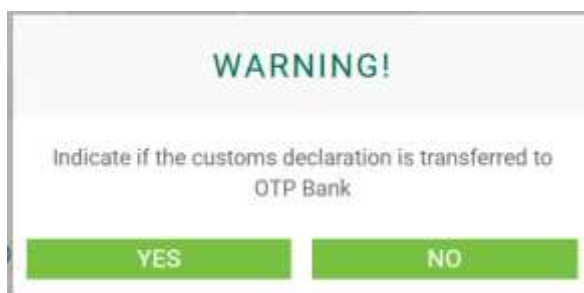 WARNING!
Indicate if the customs declaration is transferred to
OTP Bank
YES
NO